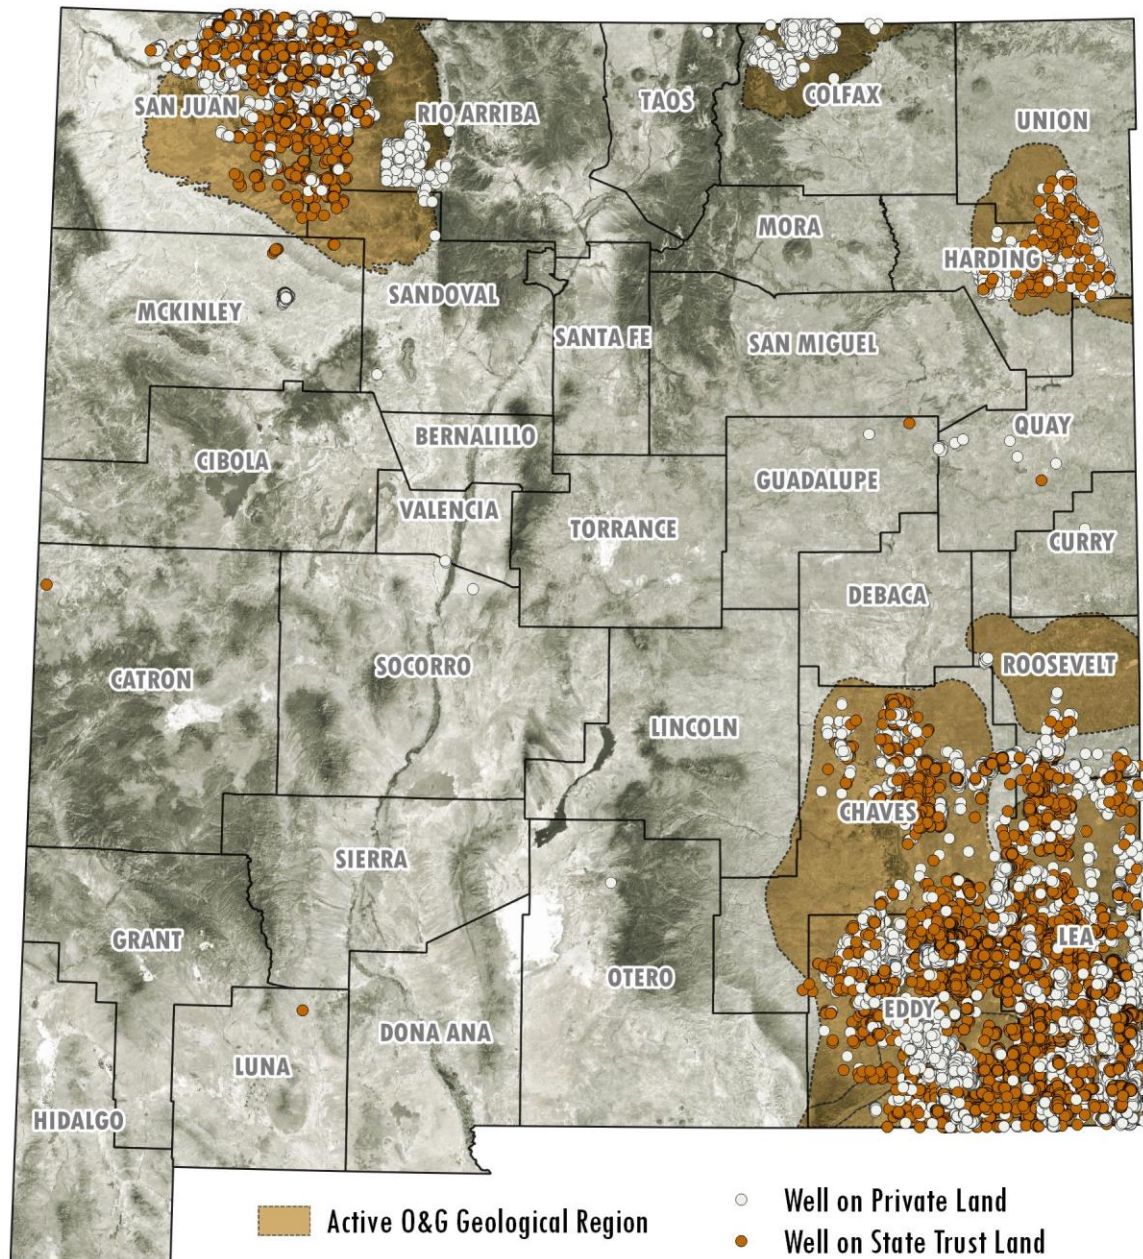 SAN JUAN
RIO ARRIBA
TAOS
COLFAX
UNION
MORA
HARDING
MCKINLEY
SANDOVAL
SANTA FE
SAN MIGUEL
QUAY
BERNALILLO
CIBOLA
GUADALUPE
VALENCIA
TORRANCE
CURRY
DEBACA
CATRON
SOCORRO
ROOSEVELT
LINCOLN
CHAVES
SIERRA
GRANT
LEA
OTERO
EDDY
DONA ANA
LUNA
HIDALGO
Active O&G Geological Region
Well on Private Land
Well on State Trust Land